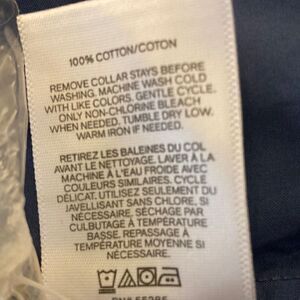 100% COTTON/COTON
REMOVE COLLAR STAYS BEFORE
WASHING. MACHINE WASH COLD
WITH LIKE COLORS. GENTLE CYCLE.
ONLY NON-CHLORINE BLEACH
WHEN NEEDED. TUMBLE DRY LOW.
WARM IRON IF NEEDED.
RETIREZ LES BALEINES DU COL
AVANT LE NETTOYAGE. LAVER À LA
MACHINE À L'EAU FROIDE AVEC
COULEURS SIMILAIRES. CYCLE
DÉLICAT. UTILISEZ SEULEMENT DU
JAVELLISANT SANS CHLORE, SI
NÉCESSAIRE. SÉCHAGE PAR
CULBUTAGE À TEMPÉRATURE
BASSE. REPASSAGE À
TEMPÉRATURE MOYENNE SI
NÉCESSAIRE.